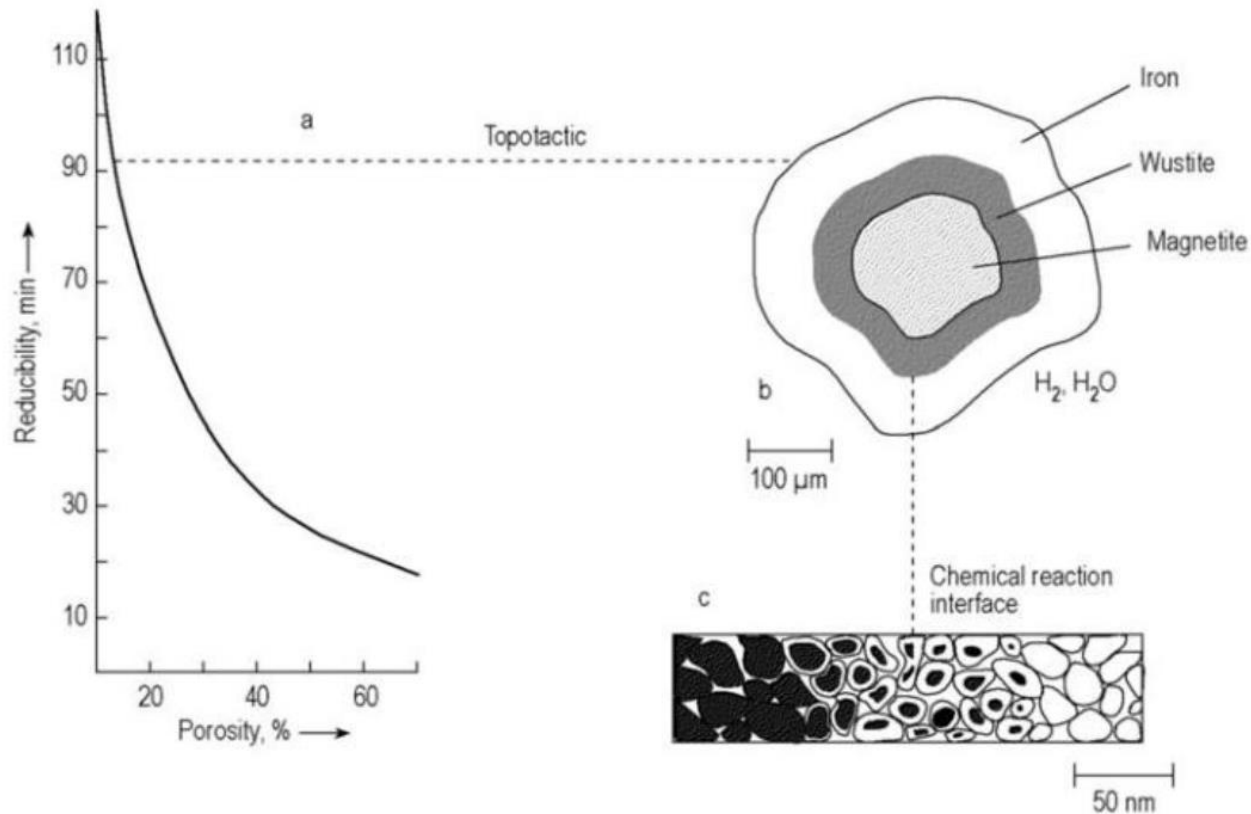 110
90
70
50
30
10
Reducibility, min
20 40 60
Porosity, %
a
Topotactic
Iron
Wustite
Magnetite
b
H₂, H₂O
100 μm
Chemical reaction
interface
c
50 nm